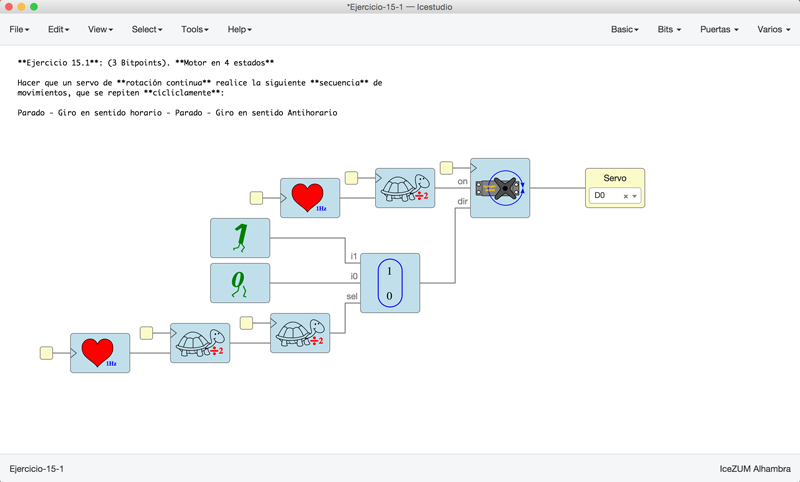 *Ejercicio-15-1 — Icestudio
File Edit View Select Tools Help Basic Bits Puertas Varios
**Ejercicio 15.1**: (3 Bitpoints). **Motor en 4 estados**
Hacer que un servo de **rotación continua** realice la siguiente **secuencia** de
movimientos, que se repiten **cíclicamente**:
Parado - Giro en sentido horario - Parado - Giro en sentido Antihorario
Servo
on
D0
÷2
1Hz
dir
1
i1
1
0
i0
0
sel
÷2
÷2
1Hz
Ejercicio-15-1 IceZUM Alhambra